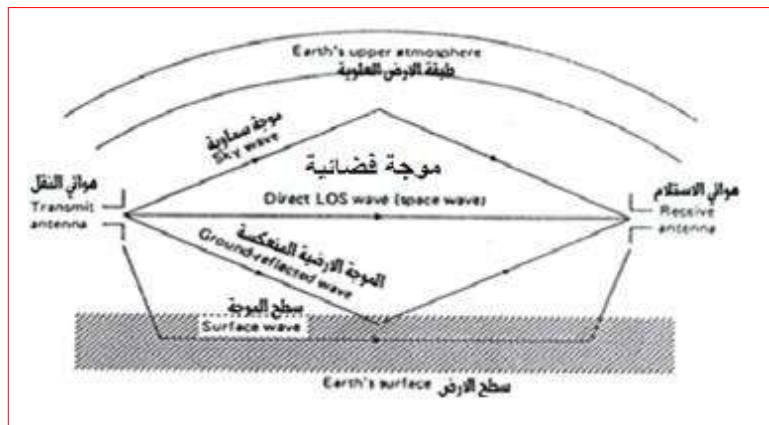 Earth's upper atmosphere
طبقة الارض العلوية
موجة سماوية
Sky wave
موجة فضائية
هوائي النقل
Transmit
antenna
Direct LOS wave (space wave)
هوائي الاستلام
Receive
antenna
الموجة الارضية المنعكسة
Ground-reflected wave
سطح الموجة
Surface wave
Earth's surface سطح الارض